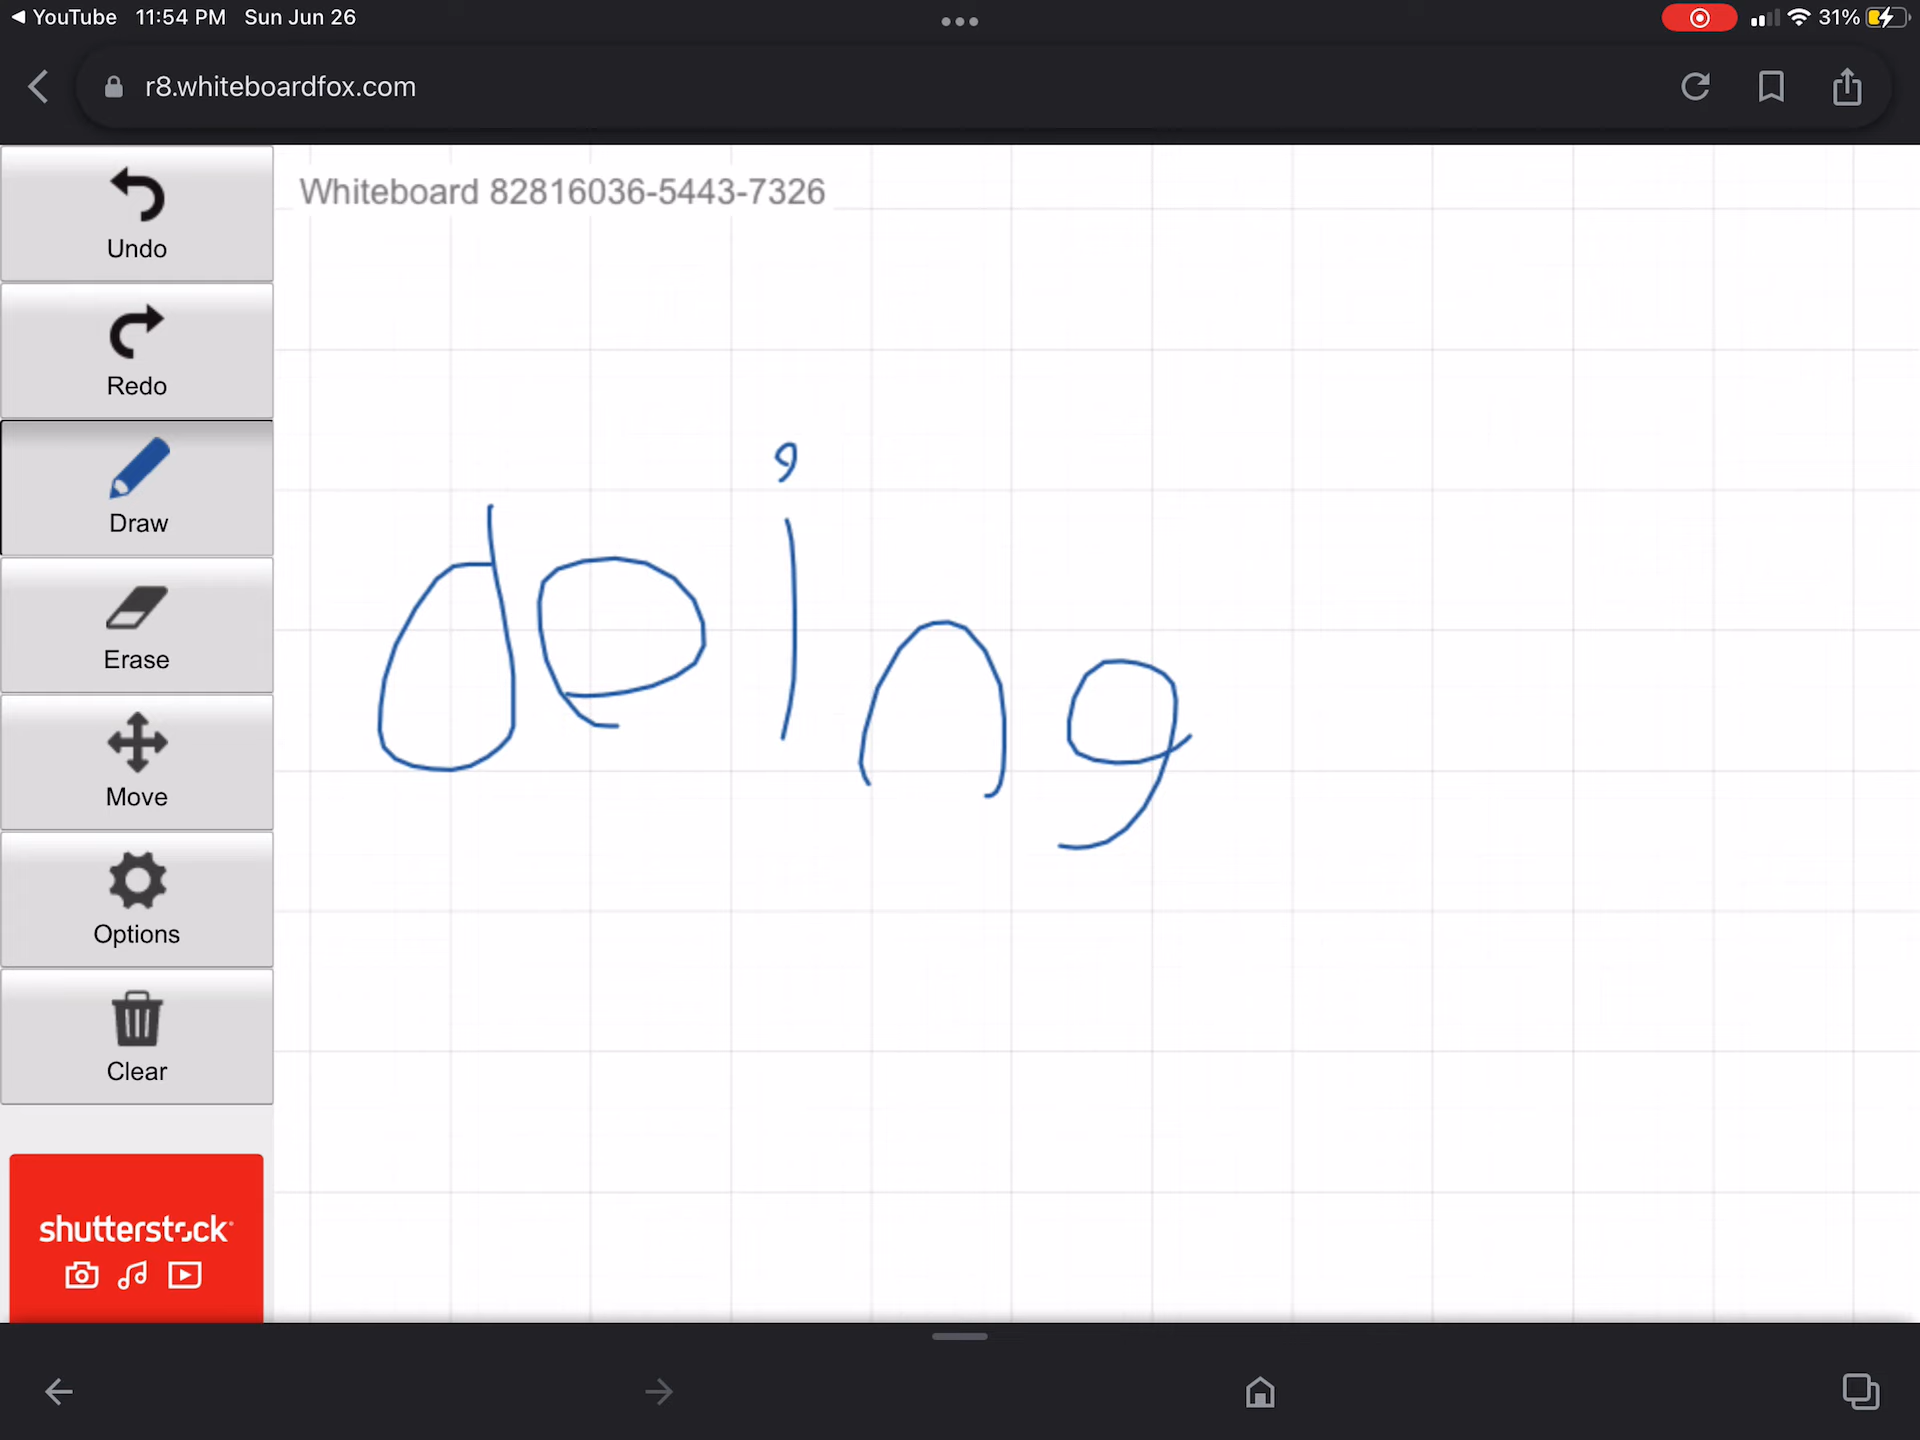 YouTube 11:54 PM Sun Jun 26 31%
r8.whiteboardfox.com
Whiteboard 82816036-5443-7326
Undo
Redo
Draw
Erase
Move
Options
Clear
deing
shutterstock